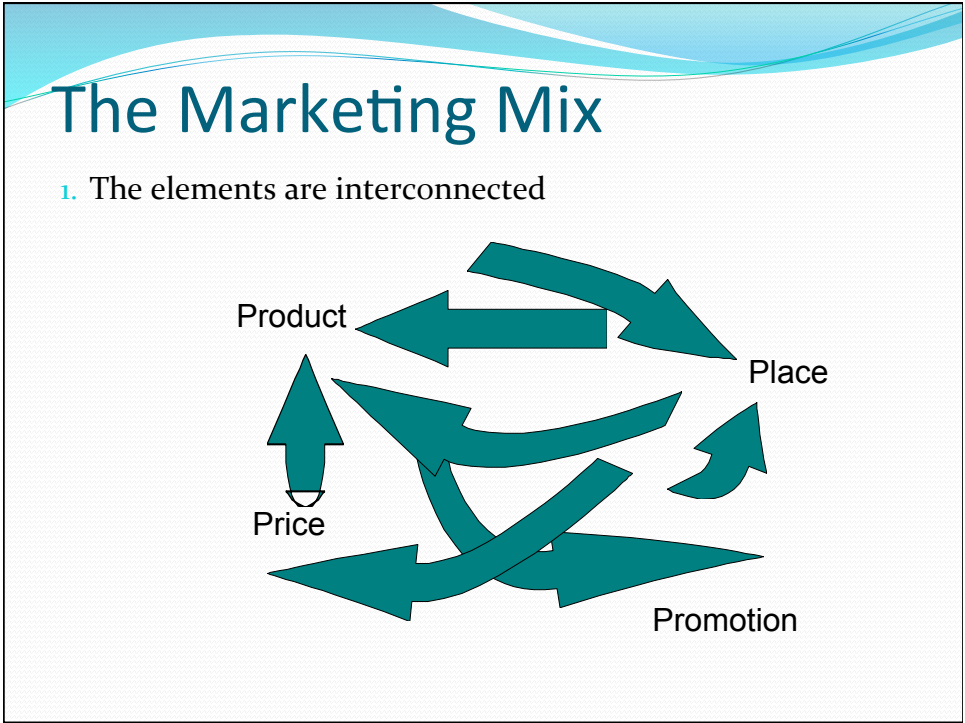 The Marketing Mix
1. The elements are interconnected
Product
Place
Price
Promotion